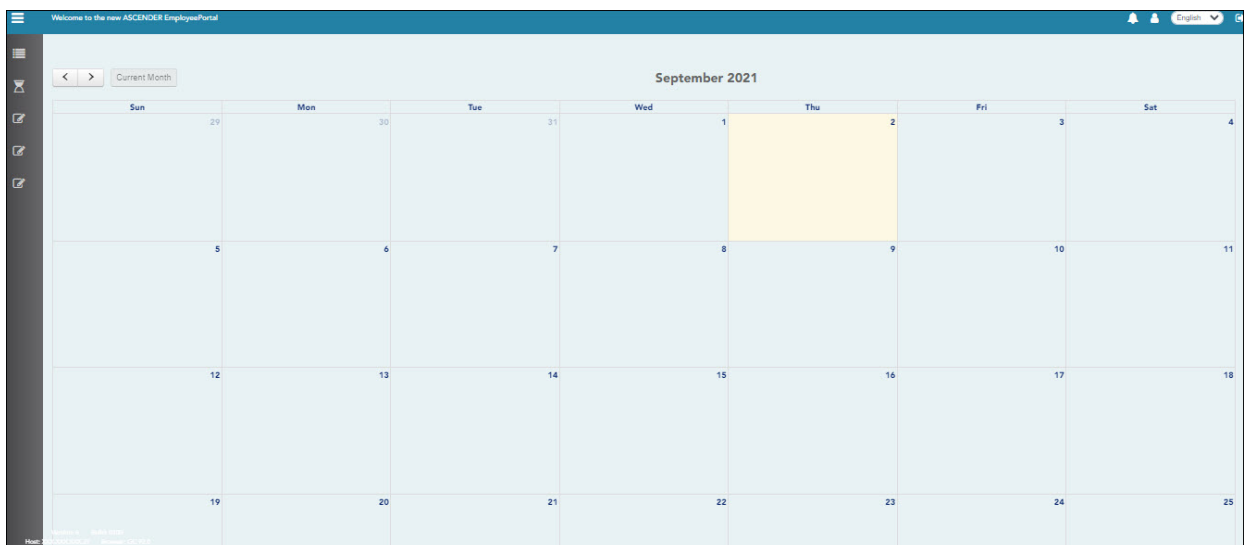 Welcome to the new ASCENDER EmployeePortal English
Current Month September 2021
Sun Mon Tue Wed Thu Fri Sat
29 30 31 1 2 3 4
5 6 7 8 9 10 11
12 13 14 15 16 17 18
19 20 21 22 23 24 25
Host: